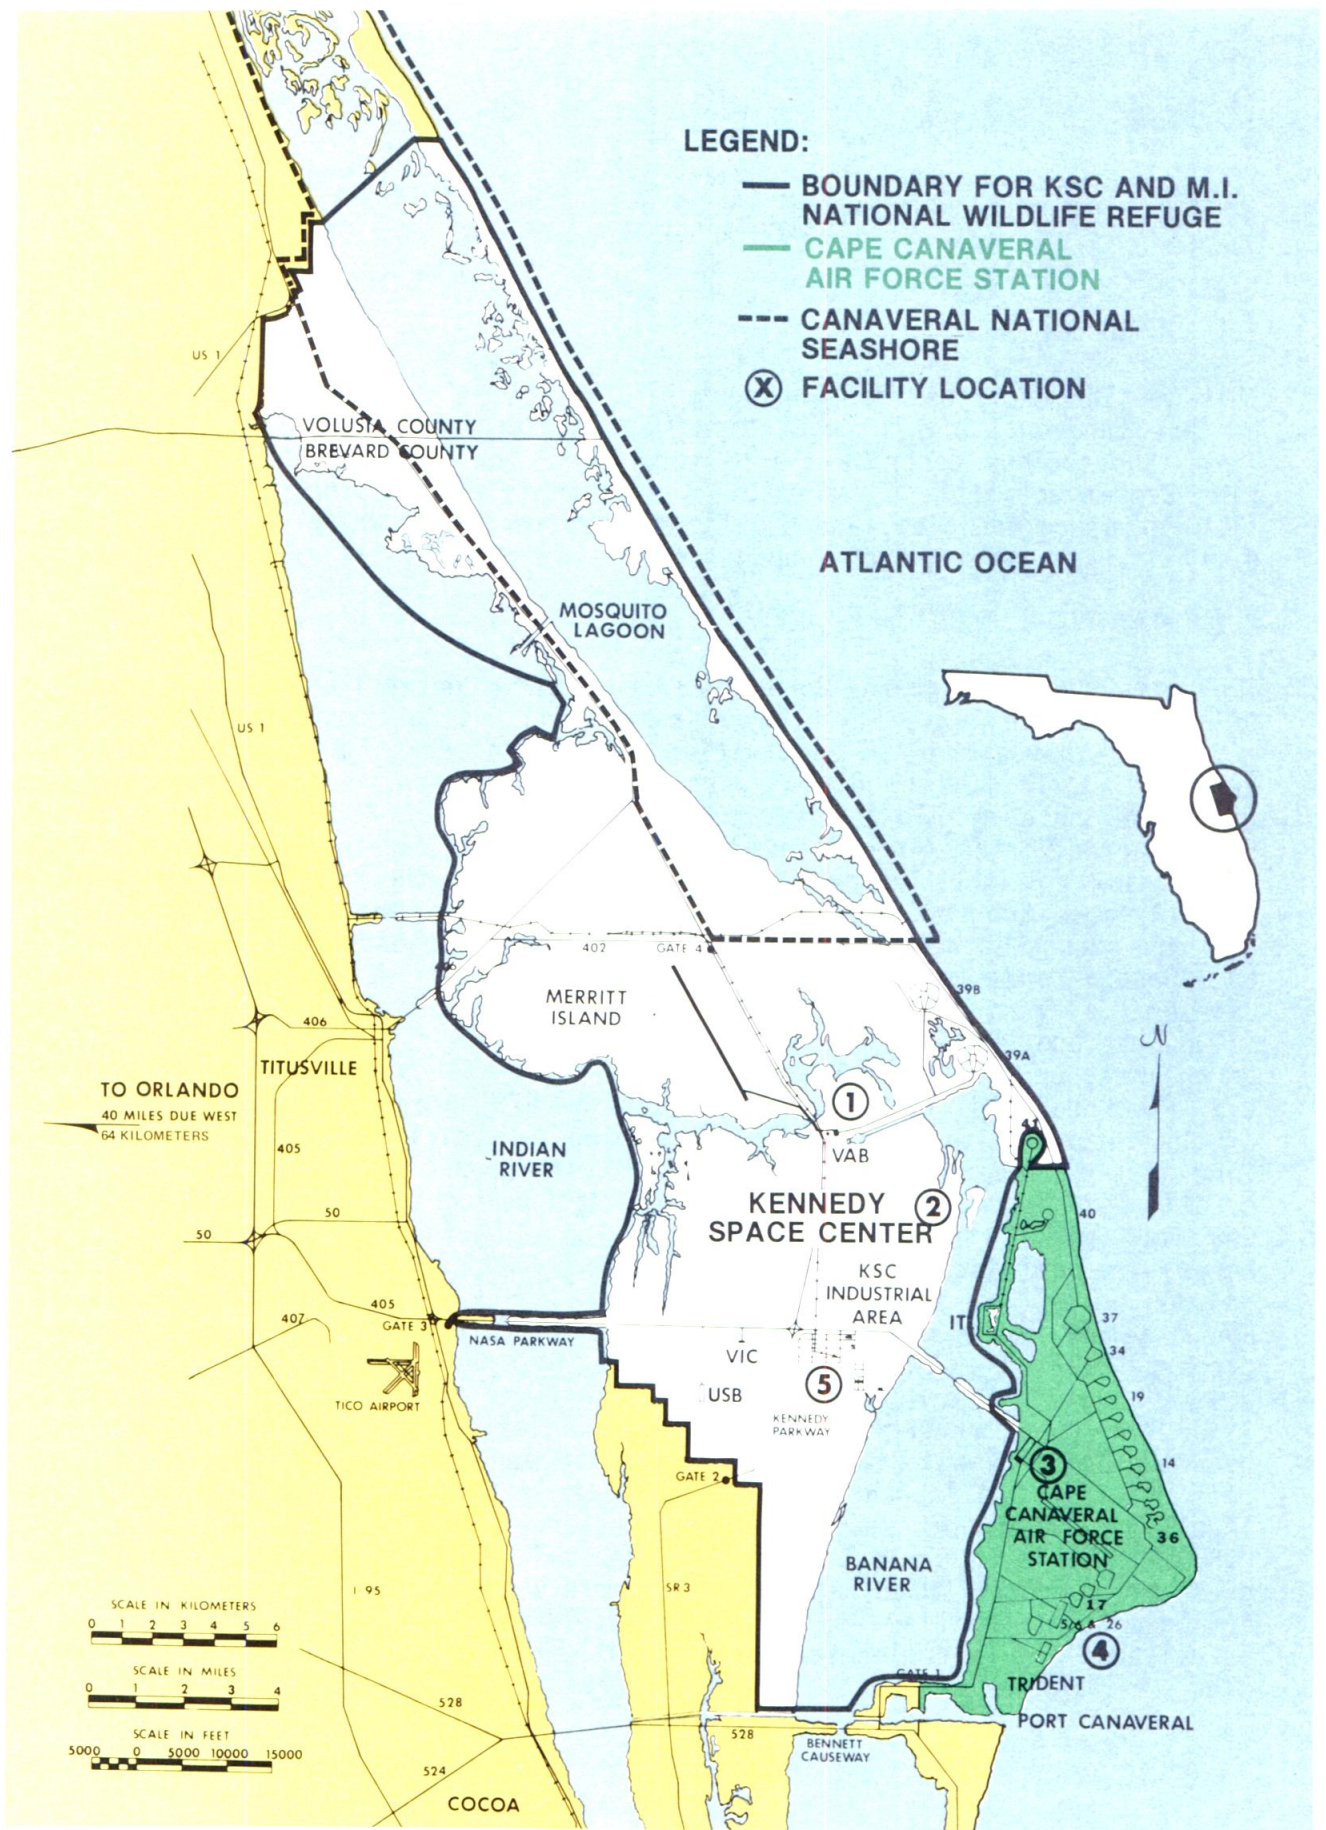 LEGEND:
BOUNDARY FOR KSC AND M.I.
NATIONAL WILDLIFE REFUGE
CAPE CANAVERAL
AIR FORCE STATION
CANAVERAL NATIONAL
SEASHORE
X FACILITY LOCATION
US 1
VOLUSIA COUNTY
BREVARD COUNTY
ATLANTIC OCEAN
MOSQUITO
LAGOON
US 1
402
GATE 4
39B
MERRITT
ISLAND
N
406
39A
TITUSVILLE
TO ORLANDO
40 MILES DUE WEST
64 KILOMETERS
1
41
405
INDIAN
RIVER
VAB
KENNEDY
SPACE CENTER
2
40
50
50
KSC
INDUSTRIAL
AREA
405
407
GATE 3
NASA PARKWAY
ITL
37
VIC
34
5
USB
19
TICO AIRPORT
KENNEDY
PARKWAY
14
3
GATE 2
CAPE
CANAVERAL
AIR FORCE
STATION
36
BANANA
RIVER
I 95
SR 3
17
5/6 & 26
4
SCALE IN KILOMETERS
0 1 2 3 4 5 6
SCALE IN MILES
0 1 2 3 4
SCALE IN FEET
5000 0 5000 10000 15000
GATE 1
TRIDENT
PORT CANAVERAL
528
528
BENNETT
CAUSEWAY
524
COCOA